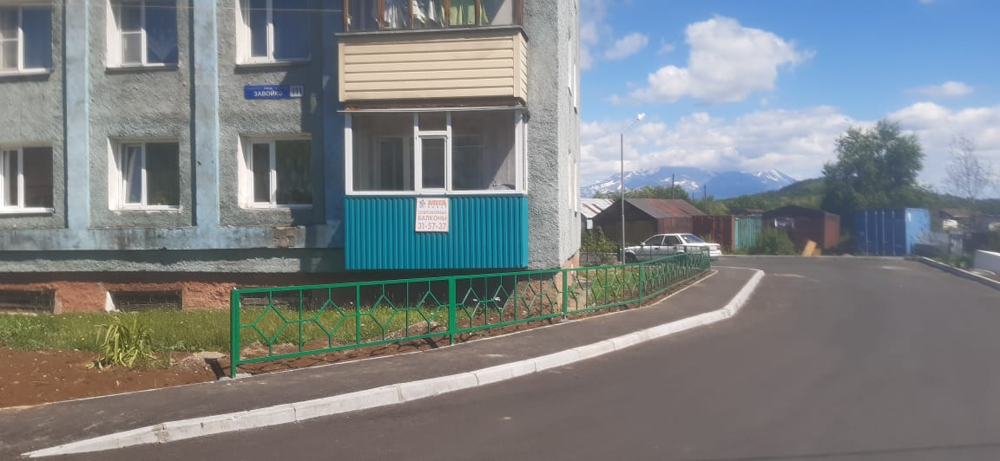 ЗАВОЙКО
МЕГА
СОВРЕМЕННЫЕ
БАЛКОНЫ
31-57-37